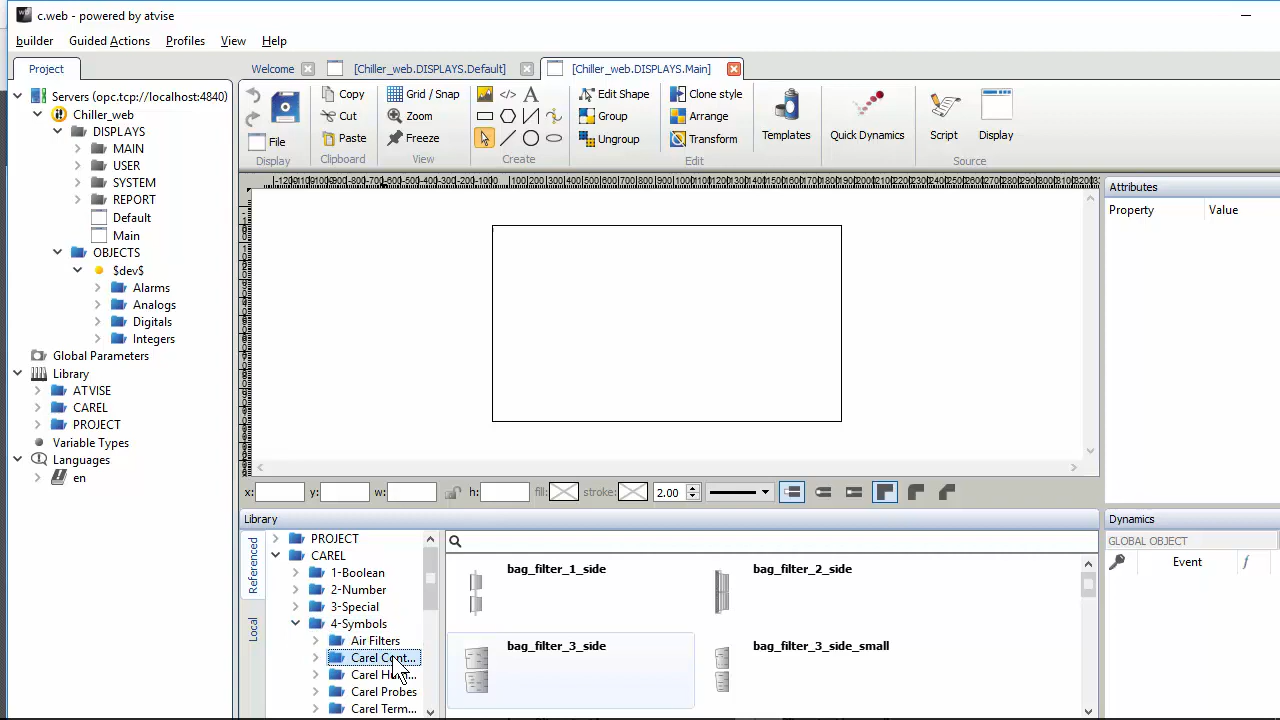 c.web - powered by atvise
builder Guided Actions Profiles View Help
Project
Welcome [Chiller_web.DISPLAYS.Default] [Chiller_web.DISPLAYS.Main]
Servers (opc.tcp://localhost:4840)
Chiller_web
DISPLAYS
MAIN
USER
SYSTEM
REPORT
Default
Main
OBJECTS
$dev$
Alarms
Analogs
Digitals
Integers
Global Parameters
Library
ATVISE
CAREL
PROJECT
Variable Types
Languages
en
File
Display
Copy
Cut
Paste
Clipboard
Grid / Snap
Zoom
Freeze
View
Create
Edit Shape
Group
Ungroup
Clone style
Arrange
Transform
Edit
Templates
Quick Dynamics
Script
Display
Source
Attributes
Property Value
x: y: w: h: fill: stroke: 2.00
Library
Referenced
Local
PROJECT
CAREL
1-Boolean
2-Number
3-Special
4-Symbols
Air Filters
Carel Cont...
Carel Probes
Carel Term...
bag_filter_1_side
bag_filter_2_side
bag_filter_3_side
bag_filter_3_side_small
Dynamics
GLOBAL OBJECT
Event f